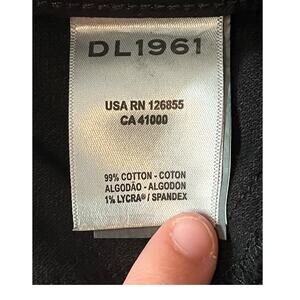 DL1961
USA RN 126855
CA 41000
99% COTTON - COTON
ALGODÃO - ALGODON
1% LYCRA® / SPANDEX